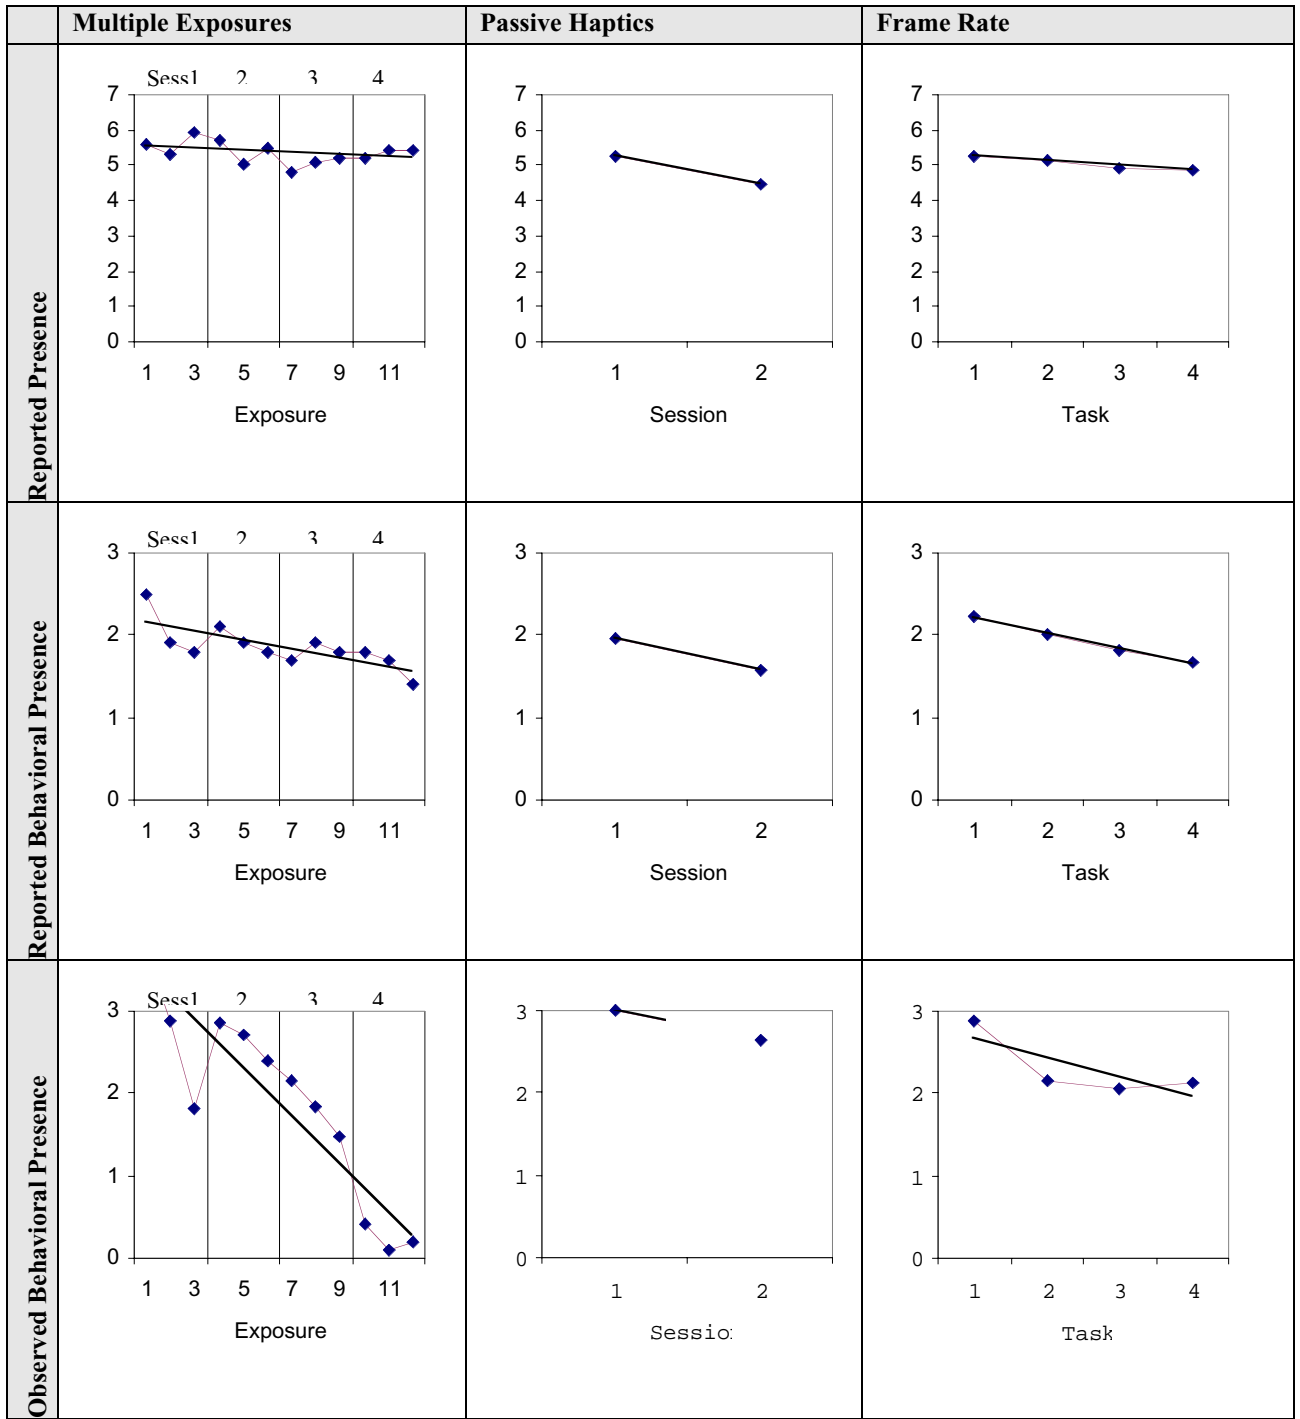 Multiple Exposures Passive Haptics Frame Rate
Reported Presence
Sess1 2 3 4
7
6
5
4
3
2
1
0
1 3 5 7 9 11
Exposure
7
6
5
4
3
2
1
0
1 2
Session
7
6
5
4
3
2
1
0
1 2 3 4
Task
Reported Behavioral Presence
Sess1 2 3 4
3
2
1
0
1 3 5 7 9 11
Exposure
3
2
1
0
1 2
Session
3
2
1
0
1 2 3 4
Task
Observed Behavioral Presence
Sess1 2 3 4
3
2
1
0
1 3 5 7 9 11
Exposure
3
2
1
0
1 2
Sessio
3
2
1
0
1 2 3 4
Task